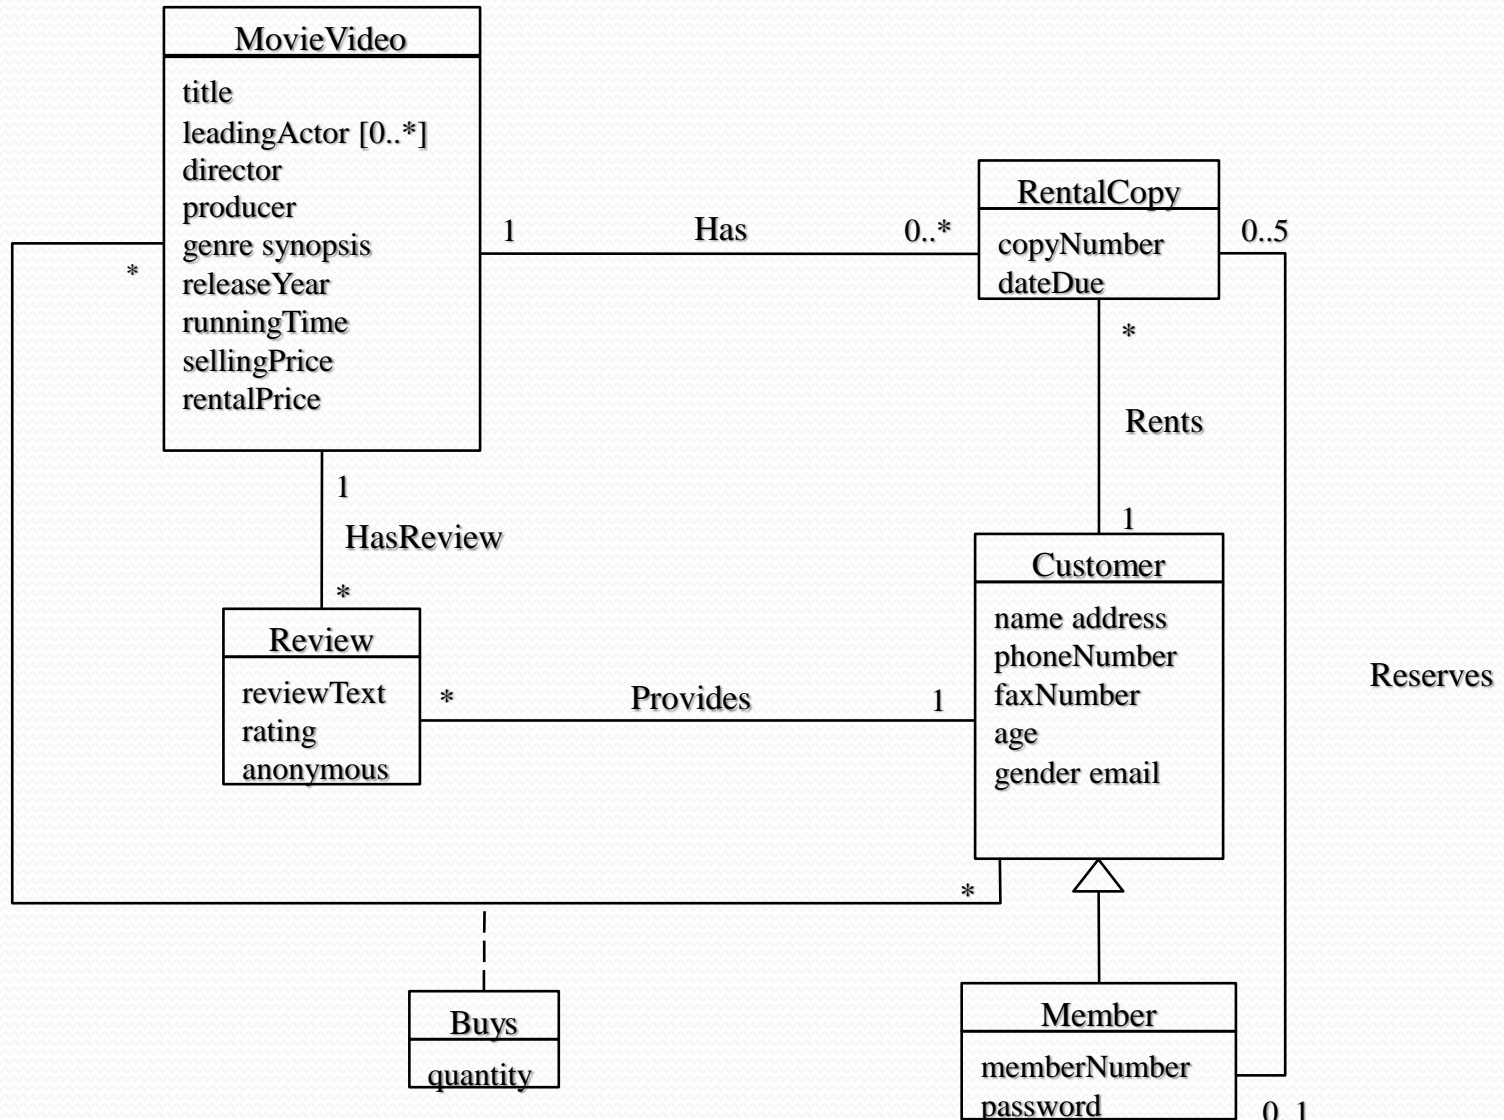 MovieVideo
title
leadingActor [0..*]
director
producer
genre synopsis
releaseYear
runningTime
sellingPrice
rentalPrice
*
1
Has
0..*
RentalCopy
copyNumber
dateDue
0..5
*
Rents
1
1
HasReview
*
Customer
name address
phoneNumber
faxNumber
age
gender email
Reserves
Review
reviewText
rating
anonymous
*
Provides
1
*
Buys
quantity
Member
memberNumber
password
0..1